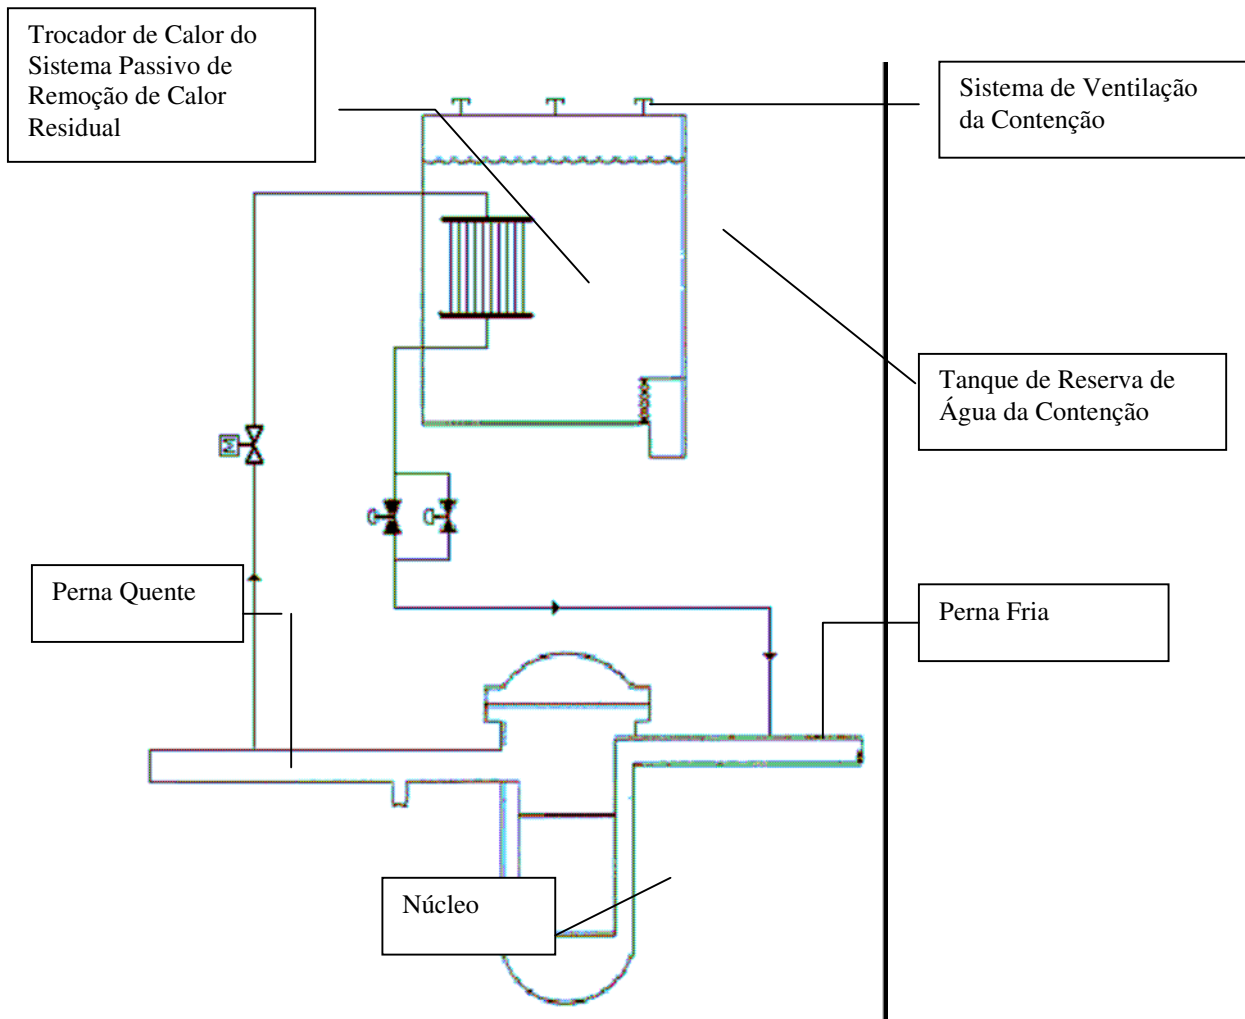 Trocador de Calor do
Sistema Passivo de
Remoção de Calor
Residual
Sistema de Ventilação
da Contenção
Tanque de Reserva de
Água da Contenção
M
Perna Quente
Perna Fria
Núcleo